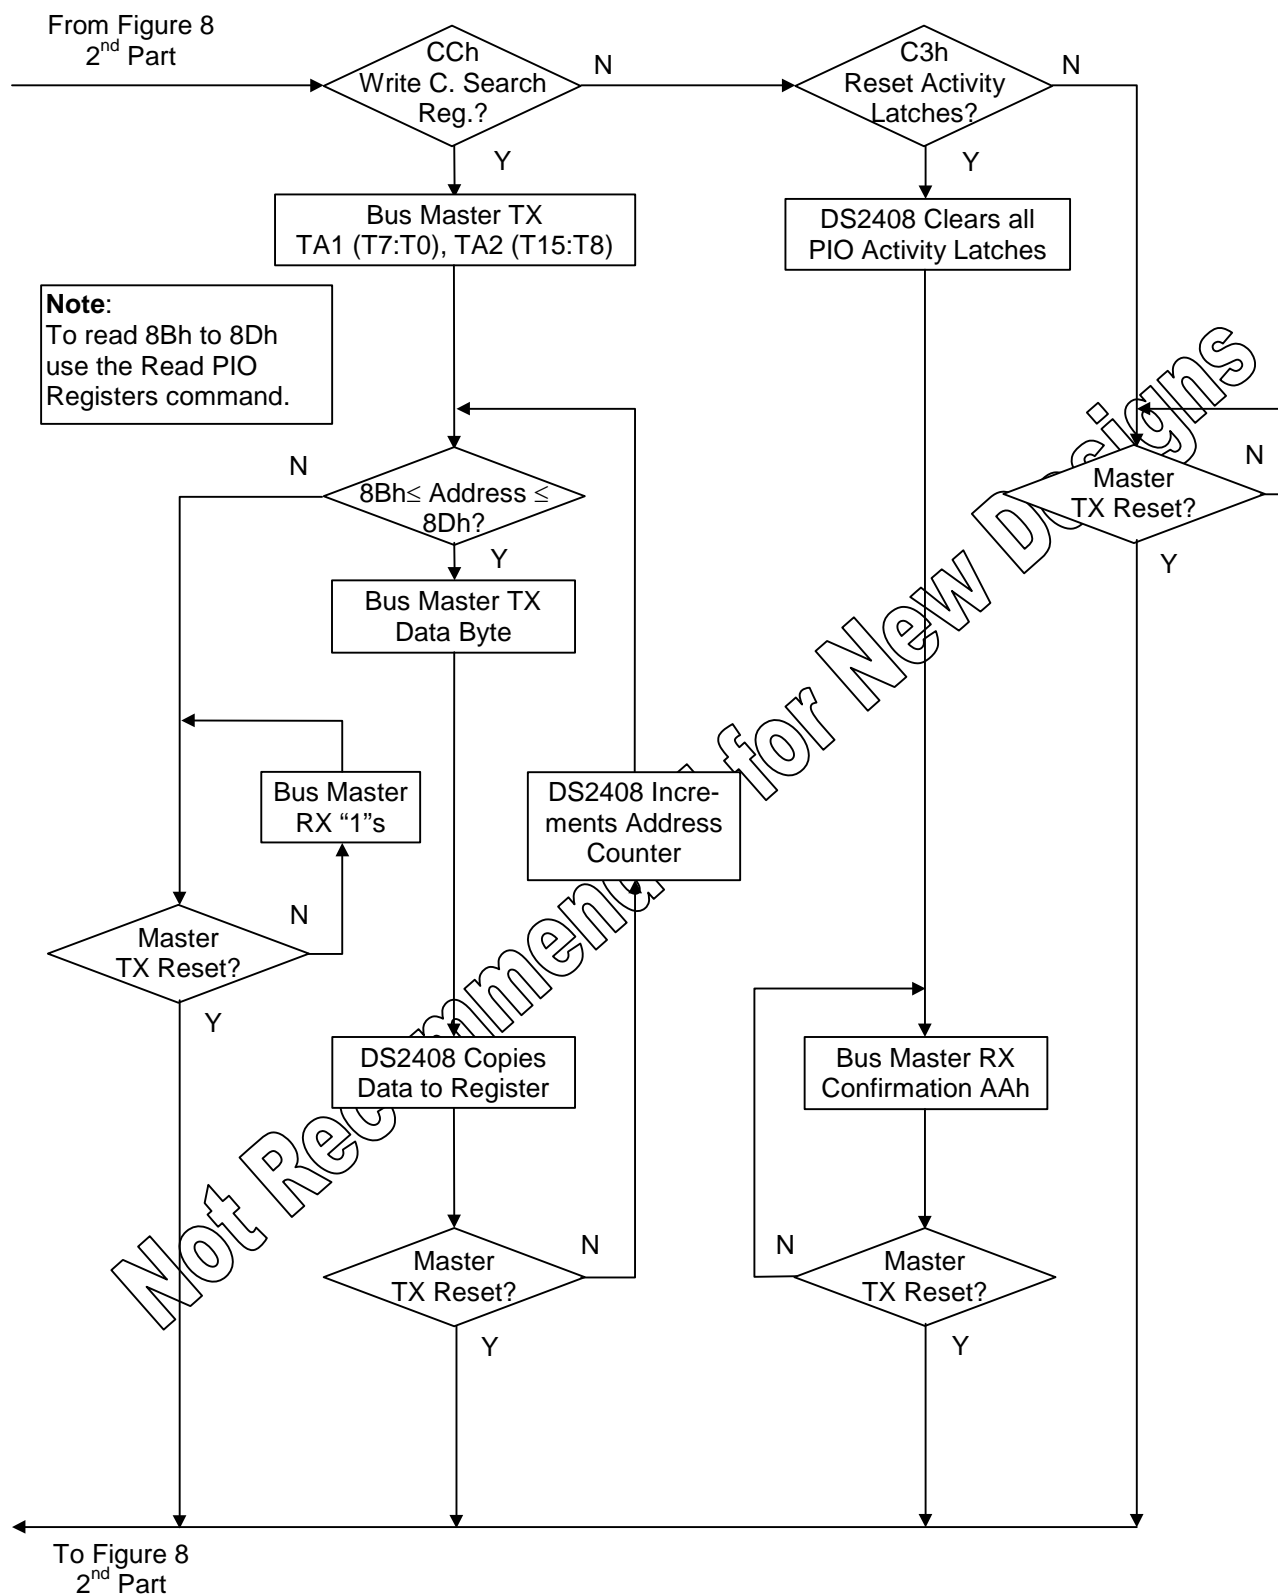 From Figure 8
2nd Part
CCh
Write C. Search
Reg.?
N
C3h
Reset Activity
Latches?
N
Y
Y
Bus Master TX
TA1 (T7:T0), TA2 (T15:T8)
DS2408 Clears all
PIO Activity Latches
Note:
To read 8Bh to 8Dh
use the Read PIO
Registers command.
N
8Bh≤ Address ≤
8Dh?
Y
Master
TX Reset?
N
Y
Bus Master TX
Data Byte
Bus Master
RX “1”s
DS2408 Incre-
ments Address
Counter
Master
TX Reset?
N
Y
DS2408 Copies
Data to Register
Bus Master RX
Confirmation AAh
Master
TX Reset?
N
Y
N
Master
TX Reset?
Y
To Figure 8
2nd Part
Not Recommended for New Designs